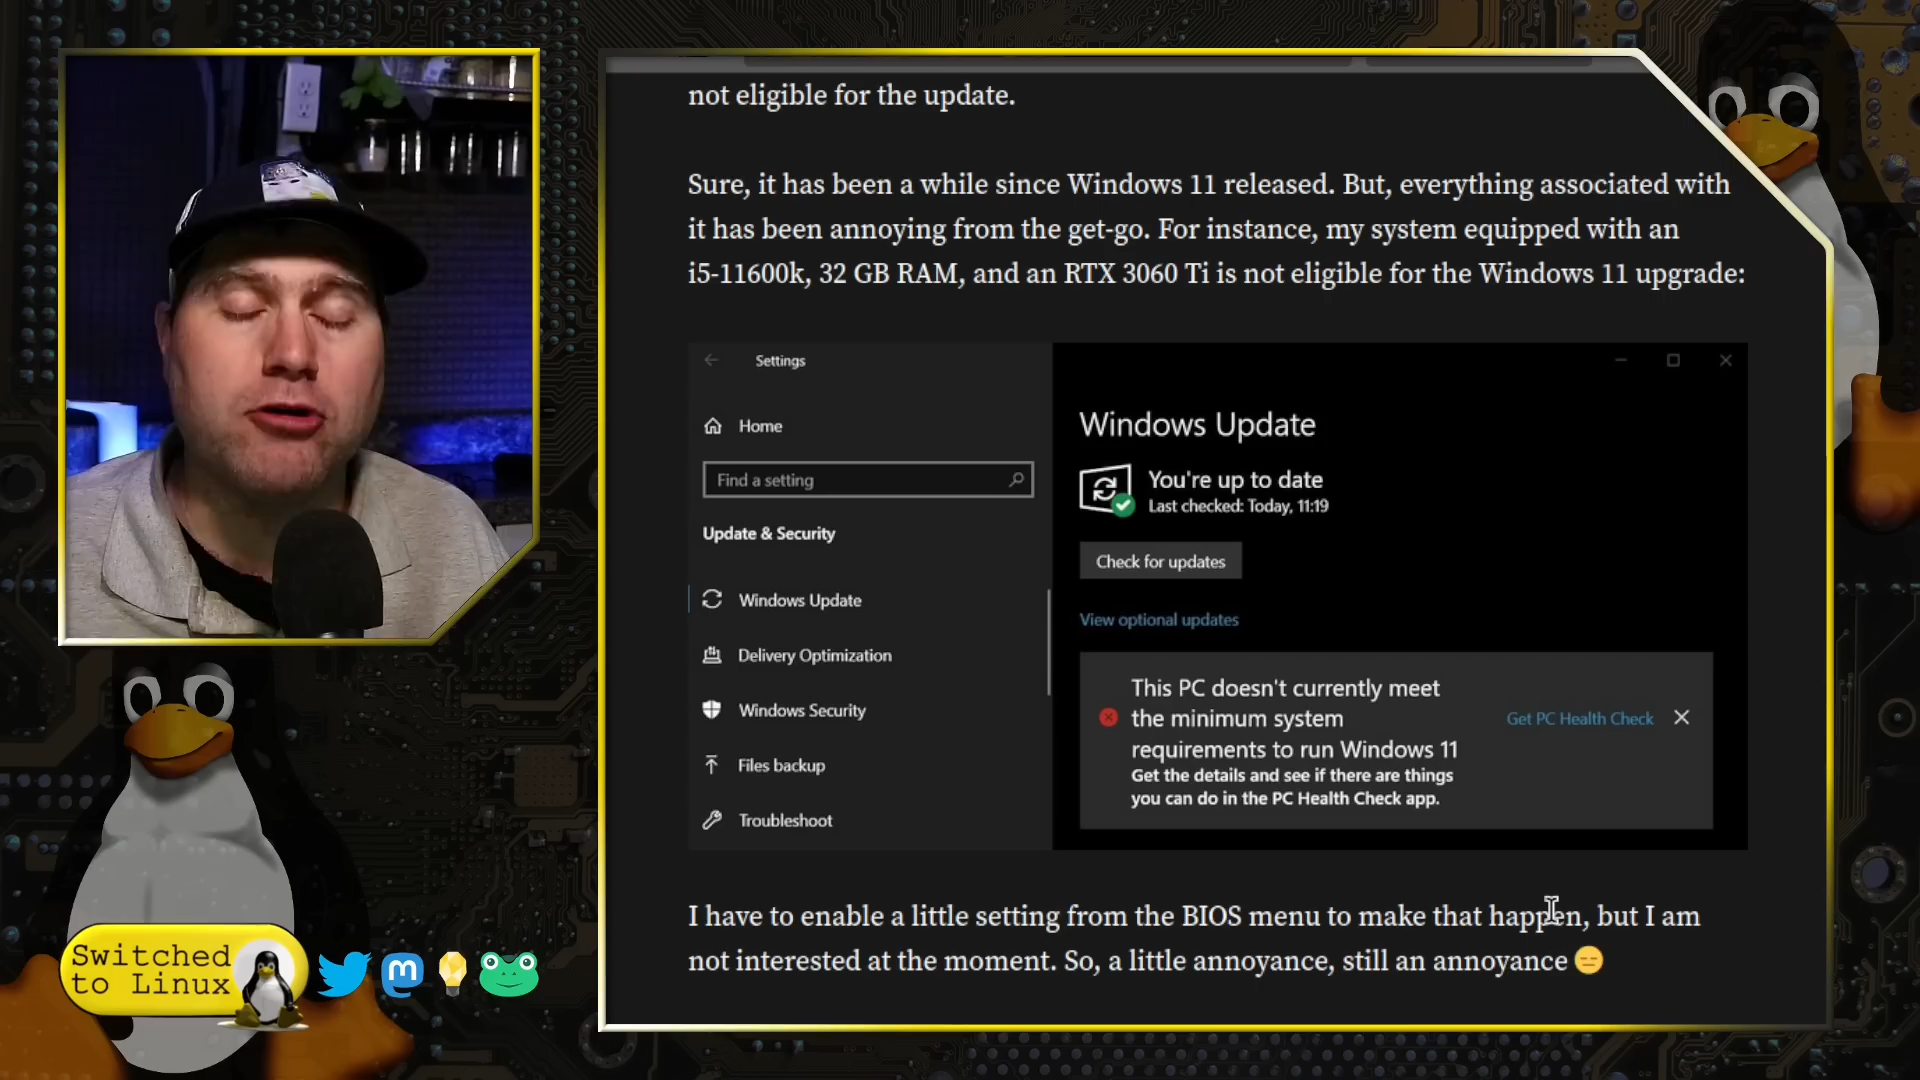 not eligible for the update.
Sure, it has been a while since Windows 11 released. But, everything associated with
it has been annoying from the get-go. For instance, my system equipped with an
i5-11600k, 32 GB RAM, and an RTX 3060 Ti is not eligible for the Windows 11 upgrade:
Settings
Home
Find a setting
Update & Security
Windows Update
Delivery Optimization
Windows Security
Files backup
Troubleshoot
Windows Update
You're up to date
Last checked: Today, 11:19
Check for updates
View optional updates
This PC doesn't currently meet
the minimum system
requirements to run Windows 11
Get the details and see if there are things
you can do in the PC Health Check app.
Get PC Health Check
I have to enable a little setting from the BIOS menu to make that happen, but I am
not interested at the moment. So, a little annoyance, still an annoyance 😑
Switched
to Linux